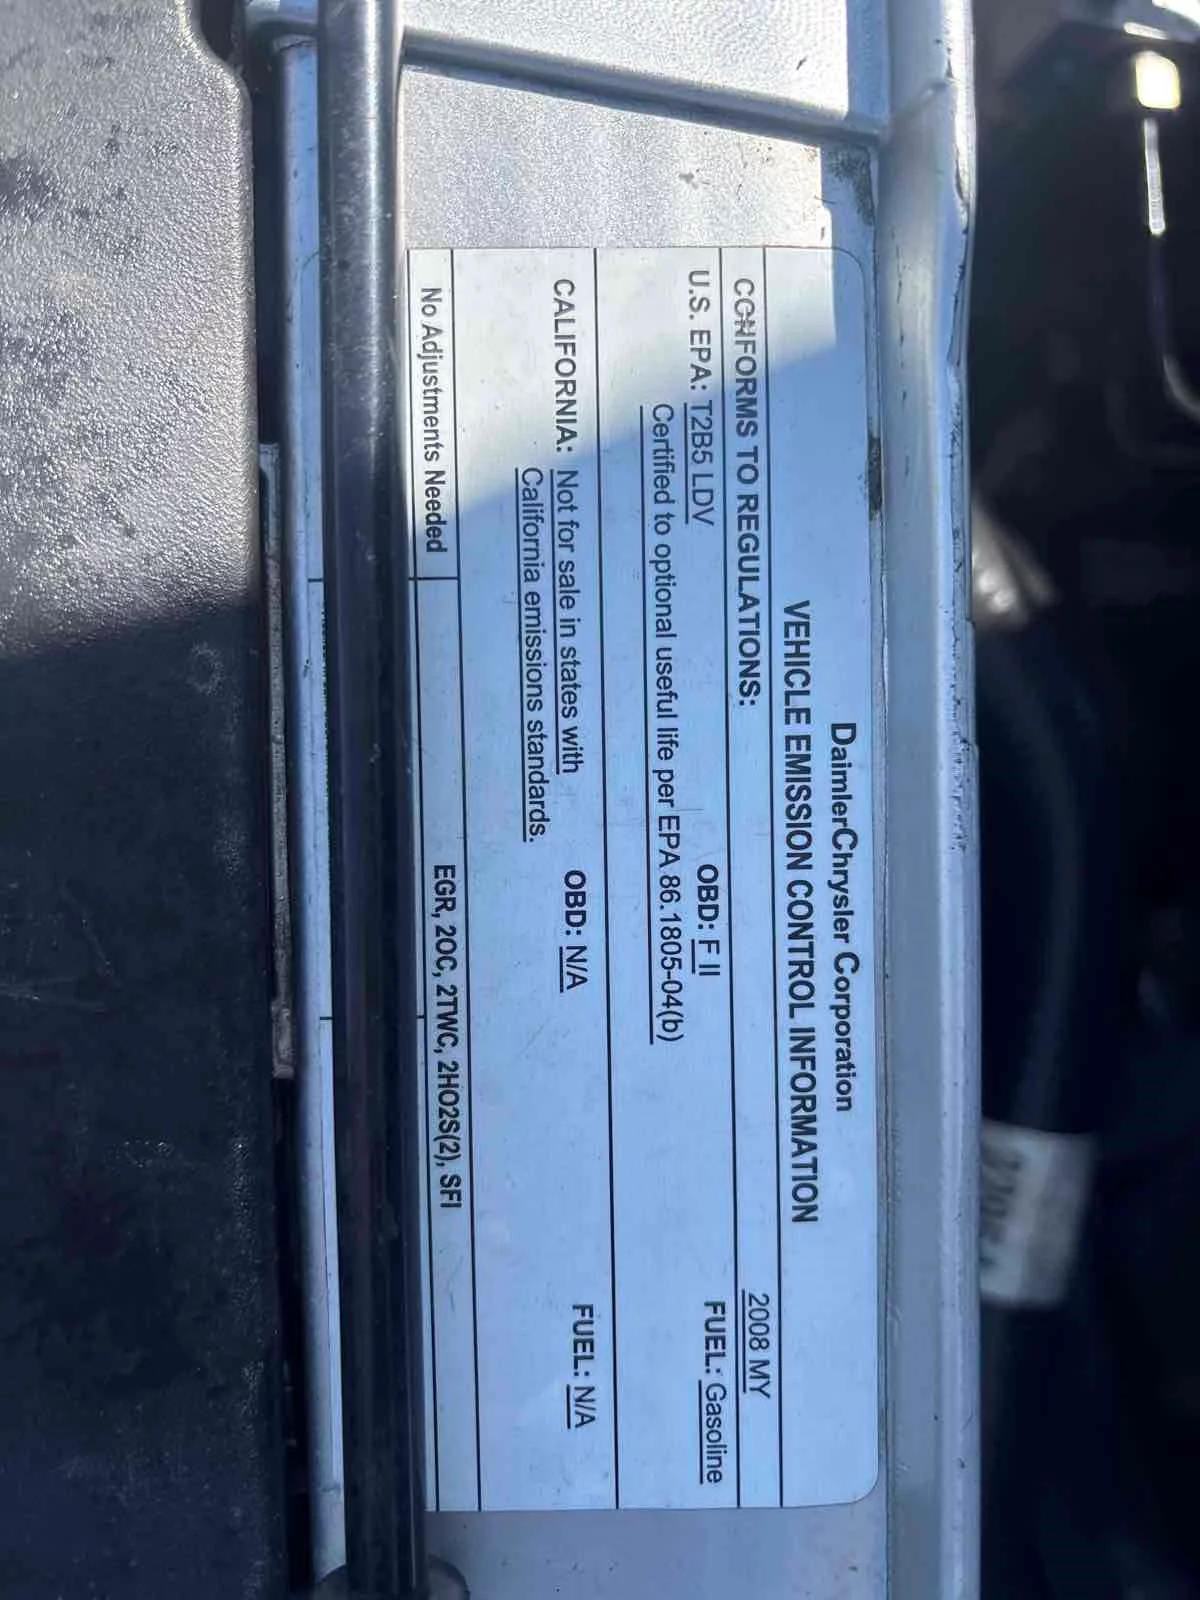 DaimlerChrysler Corporation
VEHICLE EMISSION CONTROL INFORMATION
CONFORMS TO REGULATIONS: 2008 MY
U.S. EPA: T2B5 LDV OBD: F II FUEL: Gasoline
Certified to optional useful life per EPA 86.1805-04(b)
CALIFORNIA: Not for sale in states with OBD: N/A FUEL: N/A
California emissions standards.
No Adjustments Needed EGR, 2OC, 2TWC, 2HO2S(2), SFI